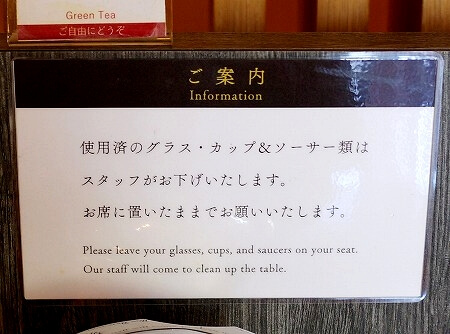 Green Tea
ご自由にどうぞ
ご案内
Information
使用済のグラス・カップ&ソーサー類は
スタッフがお下げいたします。
お席に置いたままでお願いいたします。
Please leave your glasses, cups, and saucers on your seat.
Our staff will come to clean up the table.